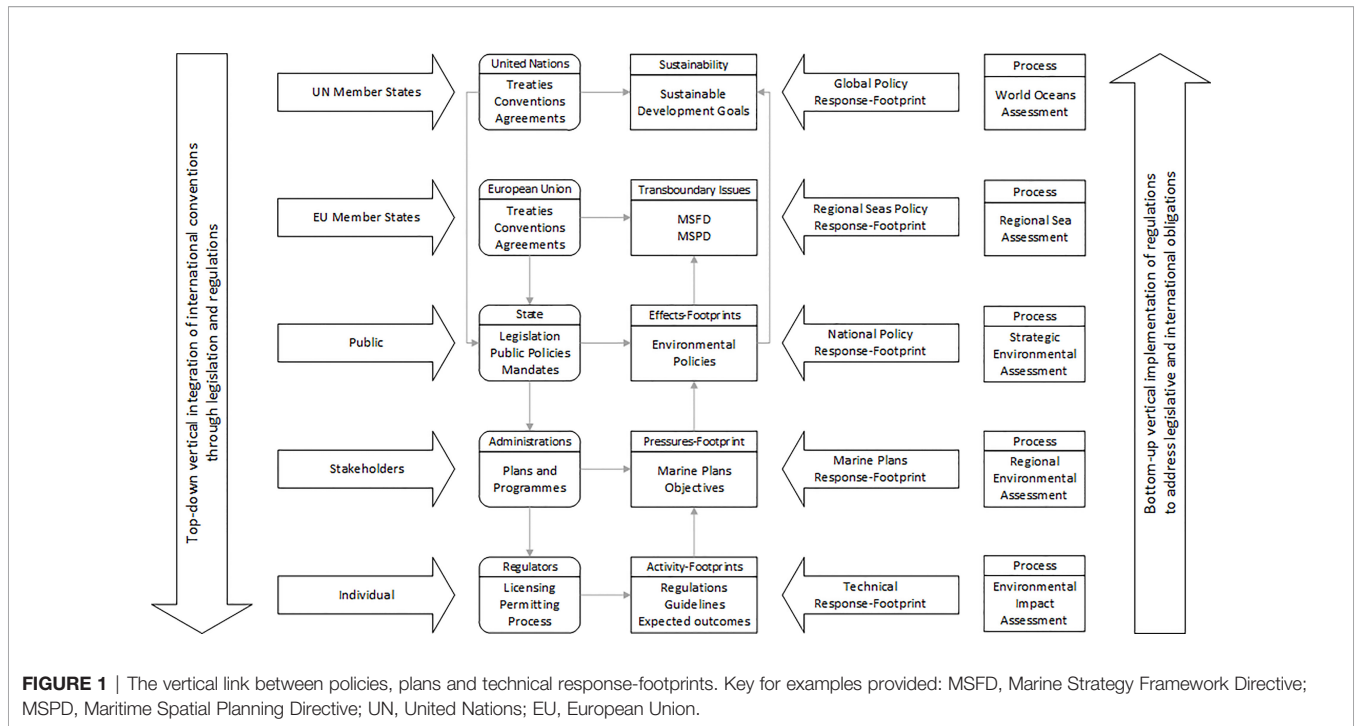 Top-down vertical integration of international conventions
through legislation and regulations
UN Member States
United Nations
Treaties
Conventions
Agreements
Sustainability
Sustainable
Development Goals
Global Policy
Response-Footprint
Process
World Oceans
Assessment
EU Member States
European Union
Treaties
Conventions
Agreements
Transboundary Issues
MSFD
MSPD
Regional Seas Policy
Response-Footprint
Process
Regional Sea
Assessment
Public
State
Legislation
Public Policies
Mandates
Effects-Footprints
Environmental
Policies
National Policy
Response-Footprint
Process
Strategic
Environmental
Assessment
Stakeholders
Administrations
Plans and
Programmes
Pressures-Footprint
Marine Plans
Objectives
Marine Plans
Response-Footprint
Process
Regional
Environmental
Assessment
Individual
Regulators
Licensing
Permitting
Process
Activity-Footprints
Regulations
Guidelines
Expected outcomes
Technical
Response-Footprint
Process
Environmental
Impact
Assessment
Bottom-up vertical implementation of regulations
to address legislative and international obligations
FIGURE 1 | The vertical link between policies, plans and technical response-footprints. Key for examples provided: MSFD, Marine Strategy Framework Directive;
MSPD, Maritime Spatial Planning Directive; UN, United Nations; EU, European Union.